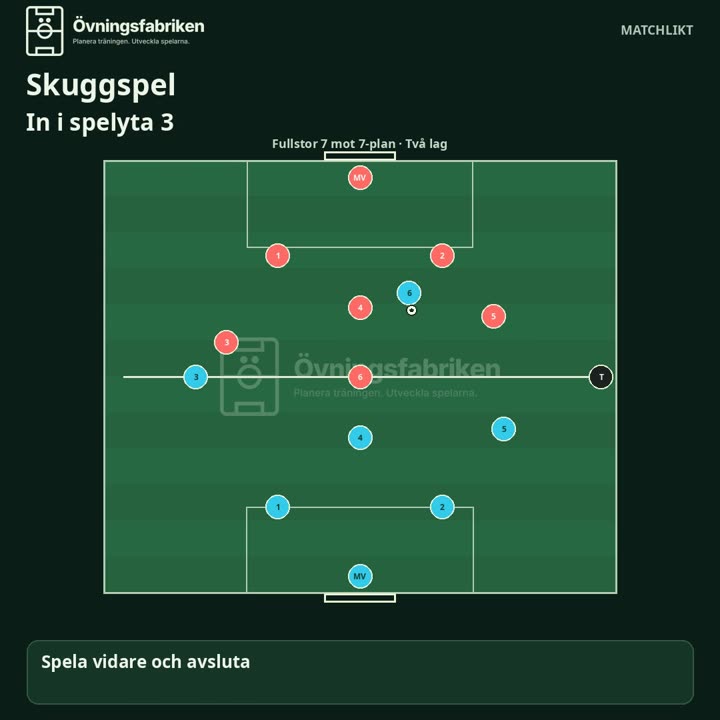 Övningsfabriken
Planera träningen. Utveckla spelarna.
MATCHLIKT
Skuggspel
In i spelyta 3
Fullstor 7 mot 7-plan · Två lag
MV
1
2
6
4
5
3
Övningsfabriken
3
6
T
Planera träningen. Utveckla spelarna.
5
4
1
2
MV
Spela vidare och avsluta